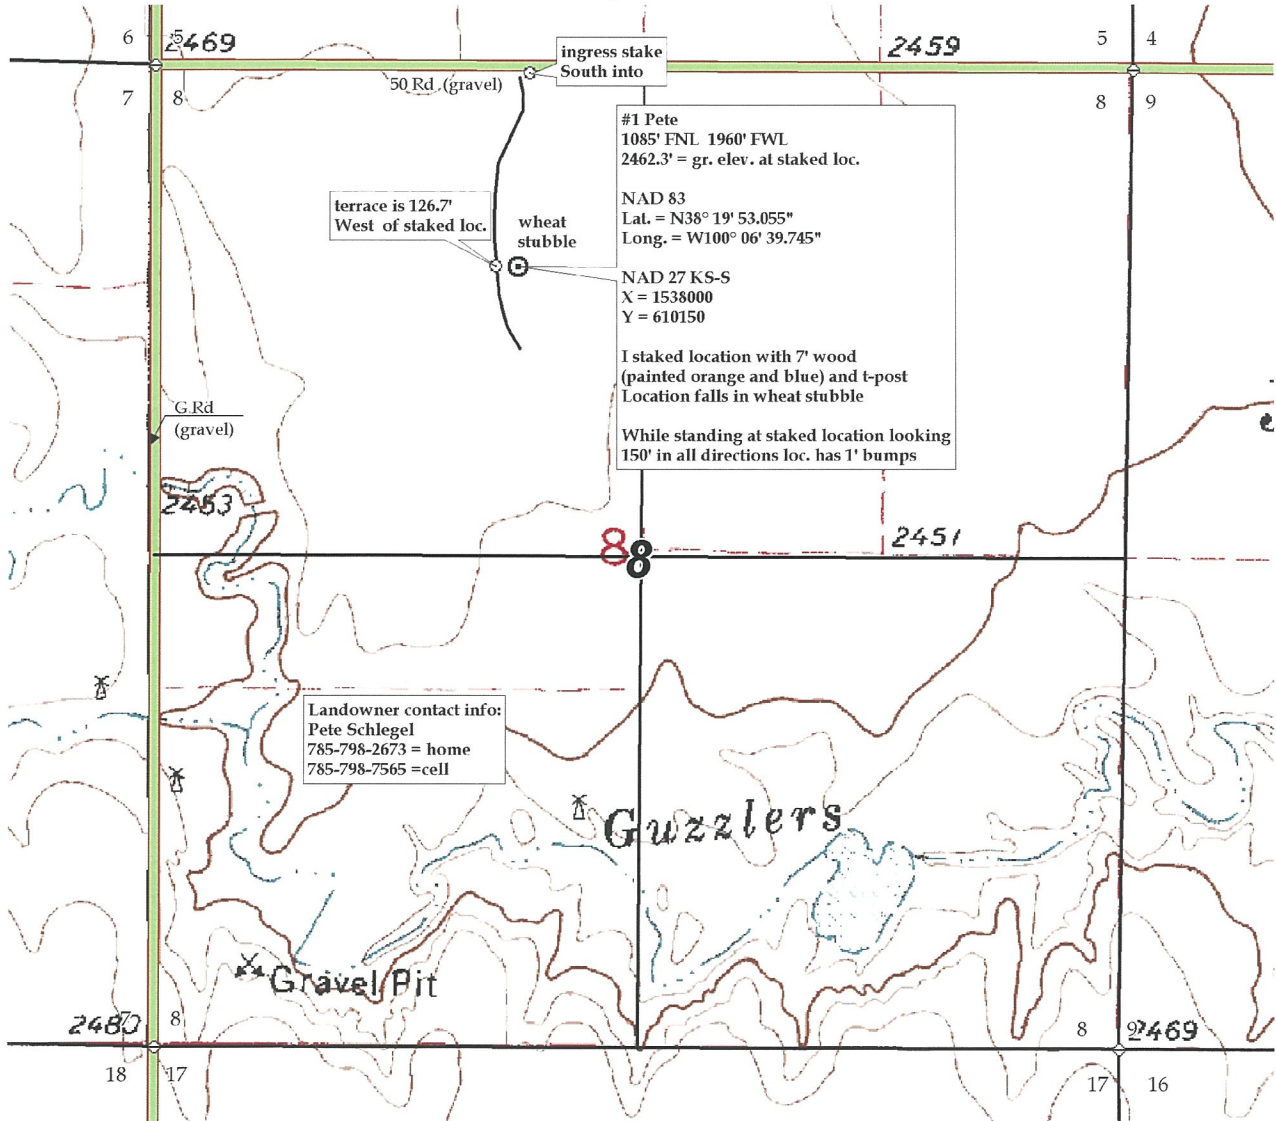 6 5
2469
ingress stake
South into
2459
5 4
50 Rd (gravel)
7 8
8 9
#1 Pete
1085' FNL 1960' FWL
2462.3' = gr. elev. at staked loc.
NAD 83
Lat. = N38° 19' 53.055"
Long. = W100° 06' 39.745"
NAD 27 KS-S
X = 1538000
Y = 610150
I staked location with 7' wood
(painted orange and blue) and t-post
Location falls in wheat stubble
While standing at staked location looking
150' in all directions loc. has 1' bumps
terrace is 126.7'
West of staked loc.
wheat
stubble
G Rd
(gravel)
2453
8
8
2451
Landowner contact info:
Pete Schlegel
785-798-2673 = home
785-798-7565 =cell
Guzzlers
Gravel Pit
2480
7 8
8 9
2469
18 17
17 16